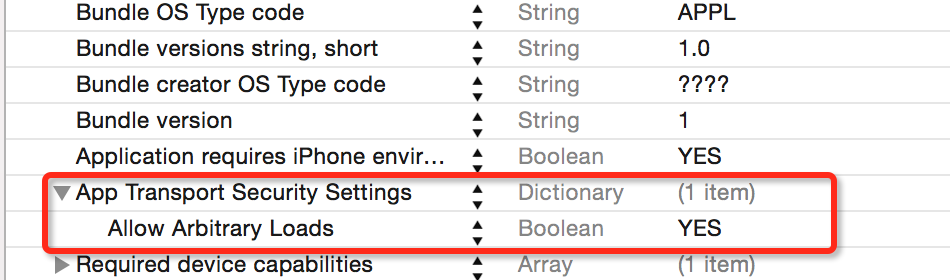 Bundle OS Type code String APPL
Bundle versions string, short String 1.0
Bundle creator OS Type code String ????
Bundle version String 1
Application requires iPhone envir... Boolean YES
App Transport Security Settings Dictionary (1 item)
Allow Arbitrary Loads Boolean YES
Required device capabilities Array (1 item)